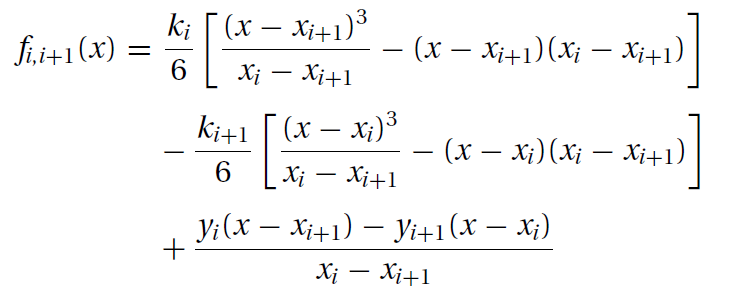 f_{i,i+1}(x) = \frac{k_i}{6} \left[ \frac{(x - x_{i+1})^3}{x_i - x_{i+1}} - (x - x_{i+1})(x_i - x_{i+1}) \right]
- \frac{k_{i+1}}{6} \left[ \frac{(x - x_i)^3}{x_i - x_{i+1}} - (x - x_i)(x_i - x_{i+1}) \right]
+ \frac{y_i(x - x_{i+1}) - y_{i+1}(x - x_i)}{x_i - x_{i+1}}